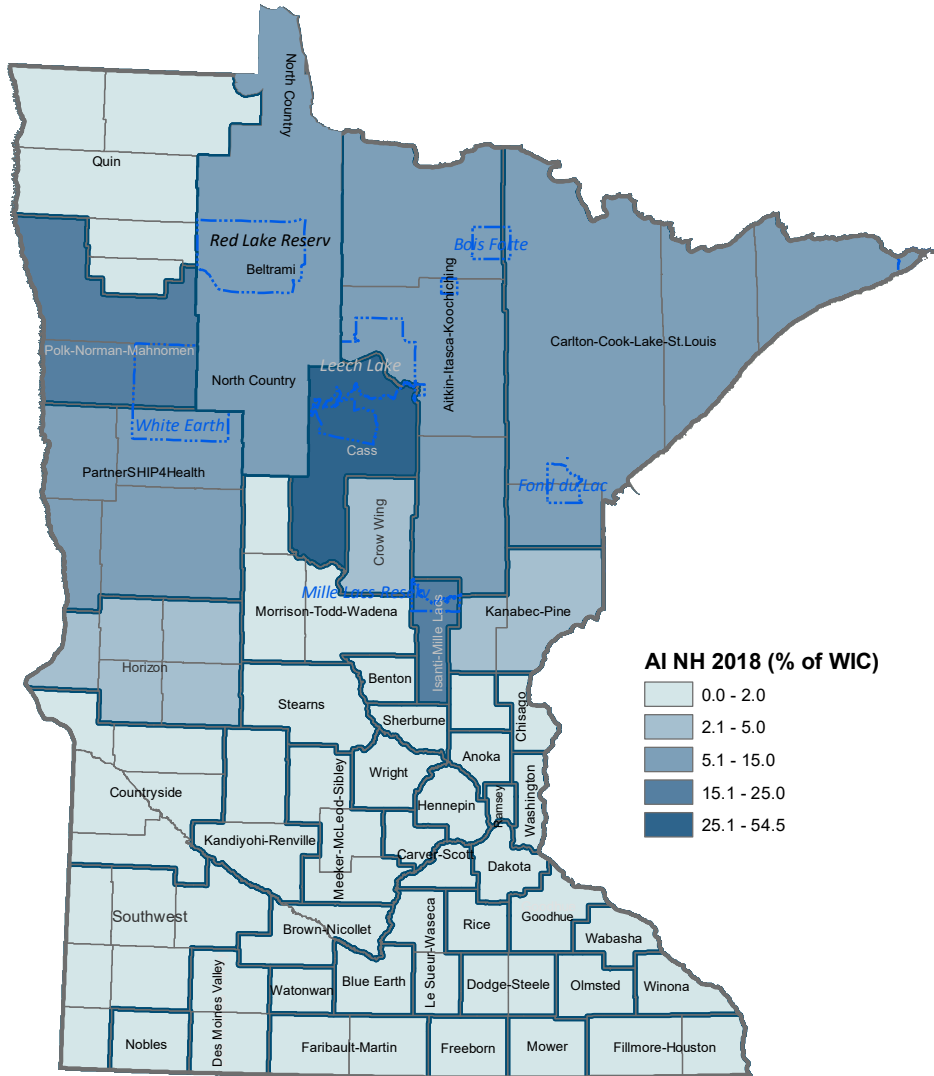 North Country
Quin
Red Lake Reserv
Beltrami
Bois Forte
Polk-Norman-Mahnomen
Carlton-Cook-Lake-St.Louis
Aitkin-Itasca-Koochiching
Leech Lake
North Country
White Earth
Cass
PartnerSHIP4Health
Fond du Lac
Crow Wing
Mille Lacs Reserv
Morrison-Todd-Wadena
Isanti-Mille Lacs
Kanabec-Pine
Horizon
Benton
Stearns
Sherburne
Chisago
Anoka
Wright
Hennepin
Ramsey
Washington
Countryside
Kandiyohi-Renville
Meeker-McLeod-Sibley
Carver-Scott
Dakota
Southwest
Brown-Nicollet
Le Sueur-Waseca
Rice
Goodhue
Wabasha
Des Moines Valley
Watonwan
Blue Earth
Dodge-Steele
Olmsted
Winona
Nobles
Faribault-Martin
Freeborn
Mower
Fillmore-Houston
AI NH 2018 (% of WIC)
0.0 - 2.0
2.1 - 5.0
5.1 - 15.0
15.1 - 25.0
25.1 - 54.5